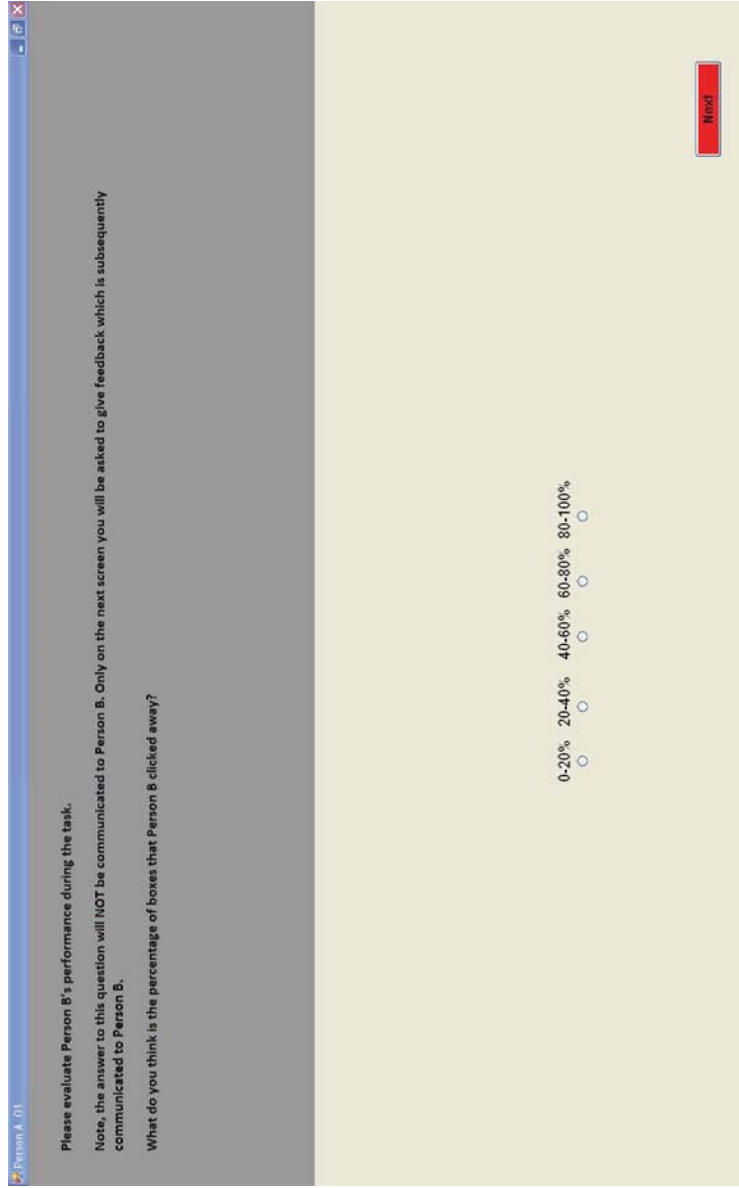 Person A_01
Please evaluate Person B's performance during the task.
Note, the answer to this question will NOT be communicated to Person B. Only on the next screen you will be asked to give feedback which is subsequently
communicated to Person B.
What do you think is the percentage of boxes that Person B clicked away?
0-20% 20-40% 40-60% 60-80% 80-100%
Next